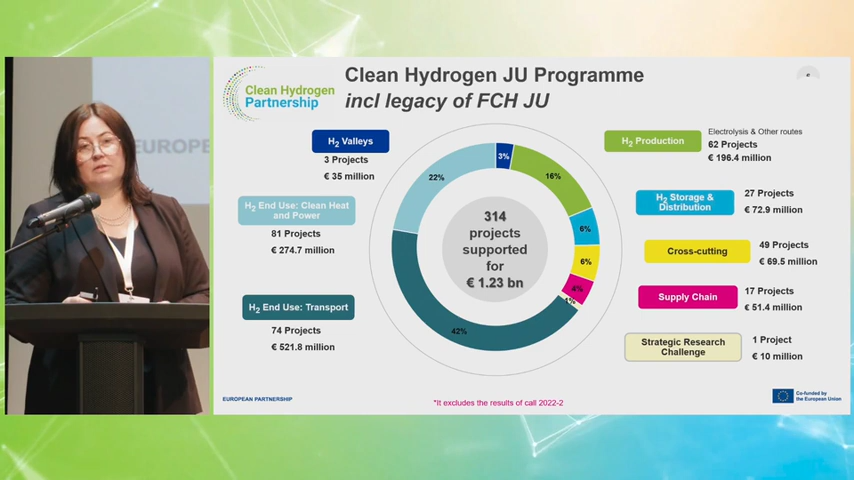 EUROPE
Clean Hydrogen
Partnership
Clean Hydrogen JU Programme
incl legacy of FCH JU
H₂ Valleys
3 Projects
€ 35 million
H₂ End Use: Clean Heat
and Power
81 Projects
€ 274.7 million
H₂ End Use: Transport
74 Projects
€ 521.8 million
3%
16%
6%
6%
4%
1%
42%
22%
314
projects
supported
for
€ 1.23 bn
H₂ Production
Electrolysis & Other routes
62 Projects
€ 196.4 million
H₂ Storage &
Distribution
27 Projects
€ 72.9 million
Cross-cutting
49 Projects
€ 69.5 million
Supply Chain
17 Projects
€ 51.4 million
Strategic Research
Challenge
1 Project
€ 10 million
EUROPEAN PARTNERSHIP
*It excludes the results of call 2022-2
Co-funded by
the European Union